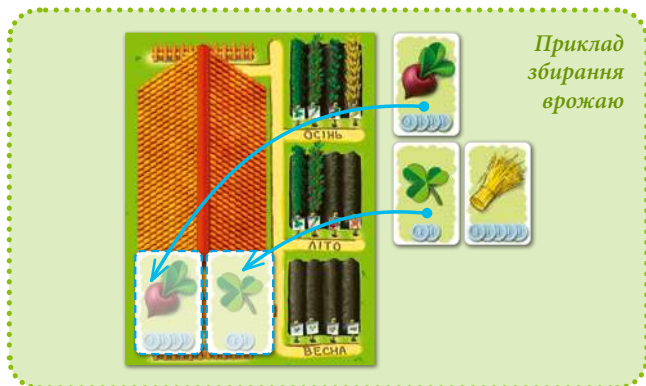 Приклад
збирання
врожаю
ОСІНЬ
ЛІТО
ВЕСНА